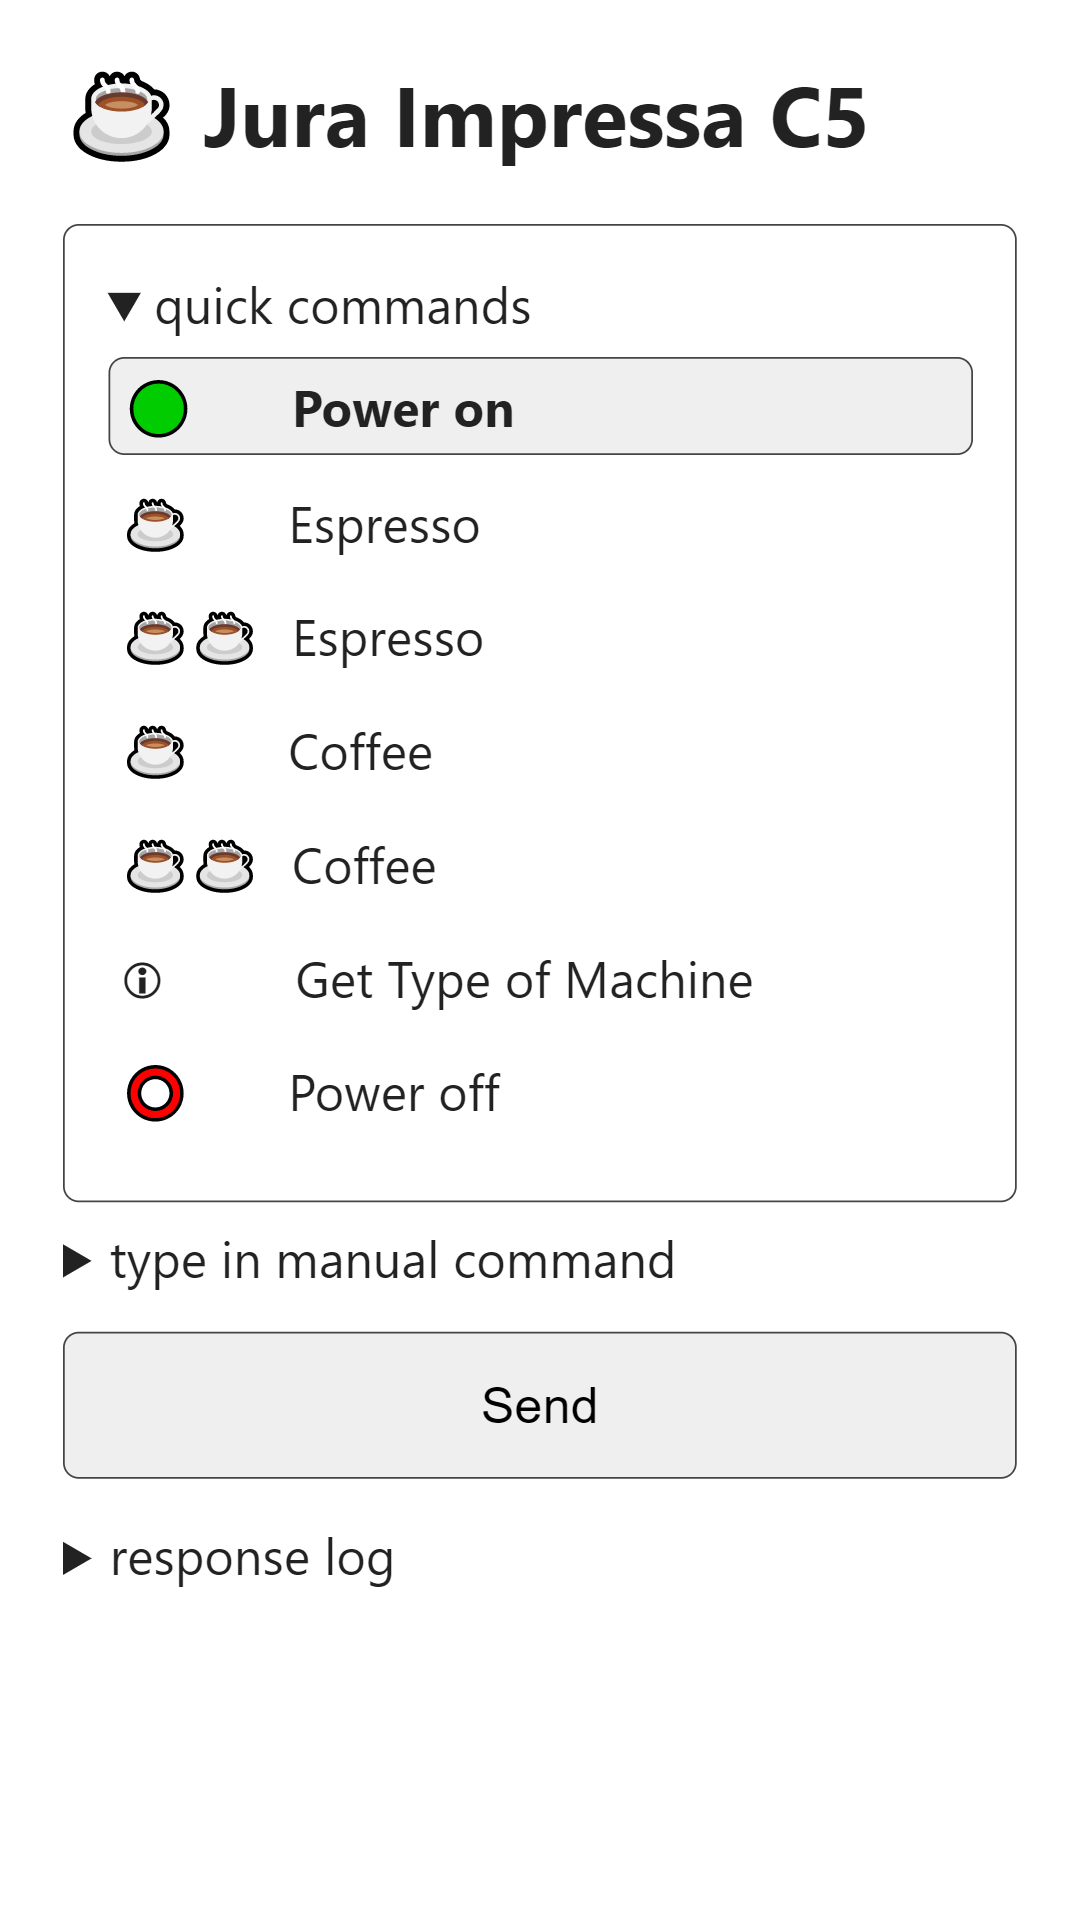 Jura Impressa C5
quick commands
Power on
Espresso
Espresso
Coffee
Coffee
Get Type of Machine
Power off
type in manual command
Send
response log